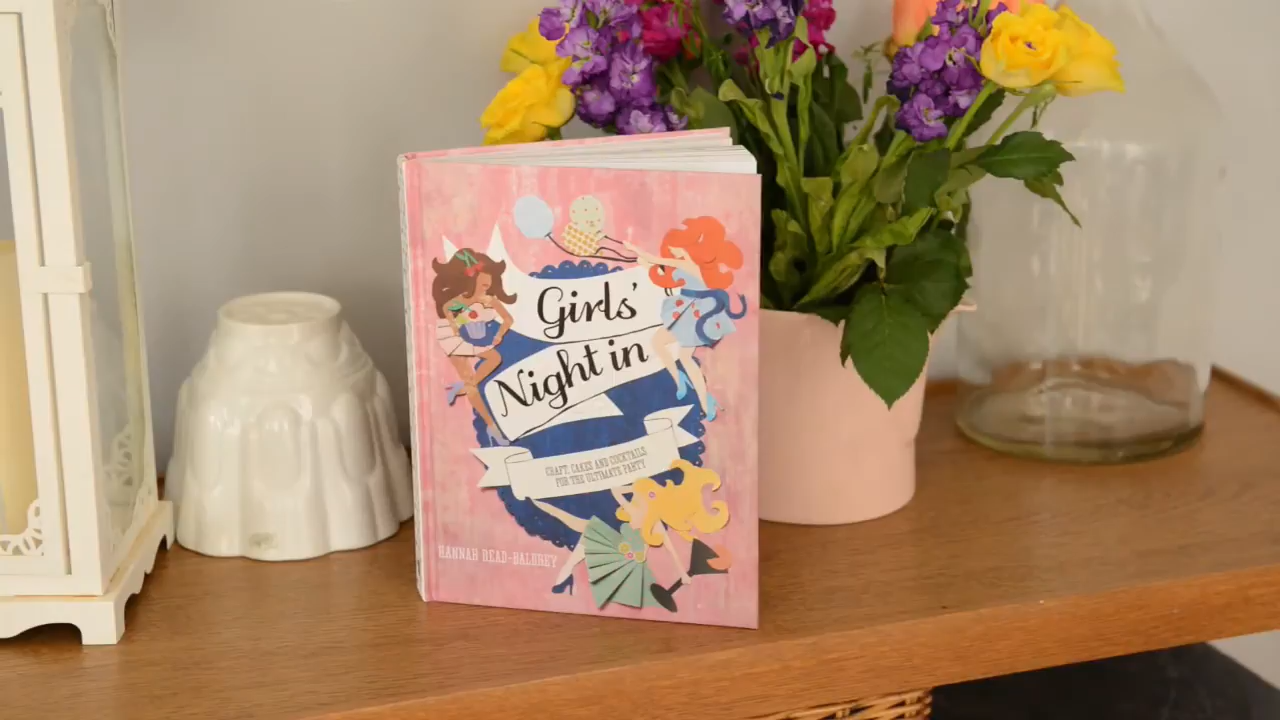 Girls'
Night in
CRAFT, CAKES AND COCKTAILS
FOR THE ULTIMATE PARTY
HANNAH READ-BALDREY